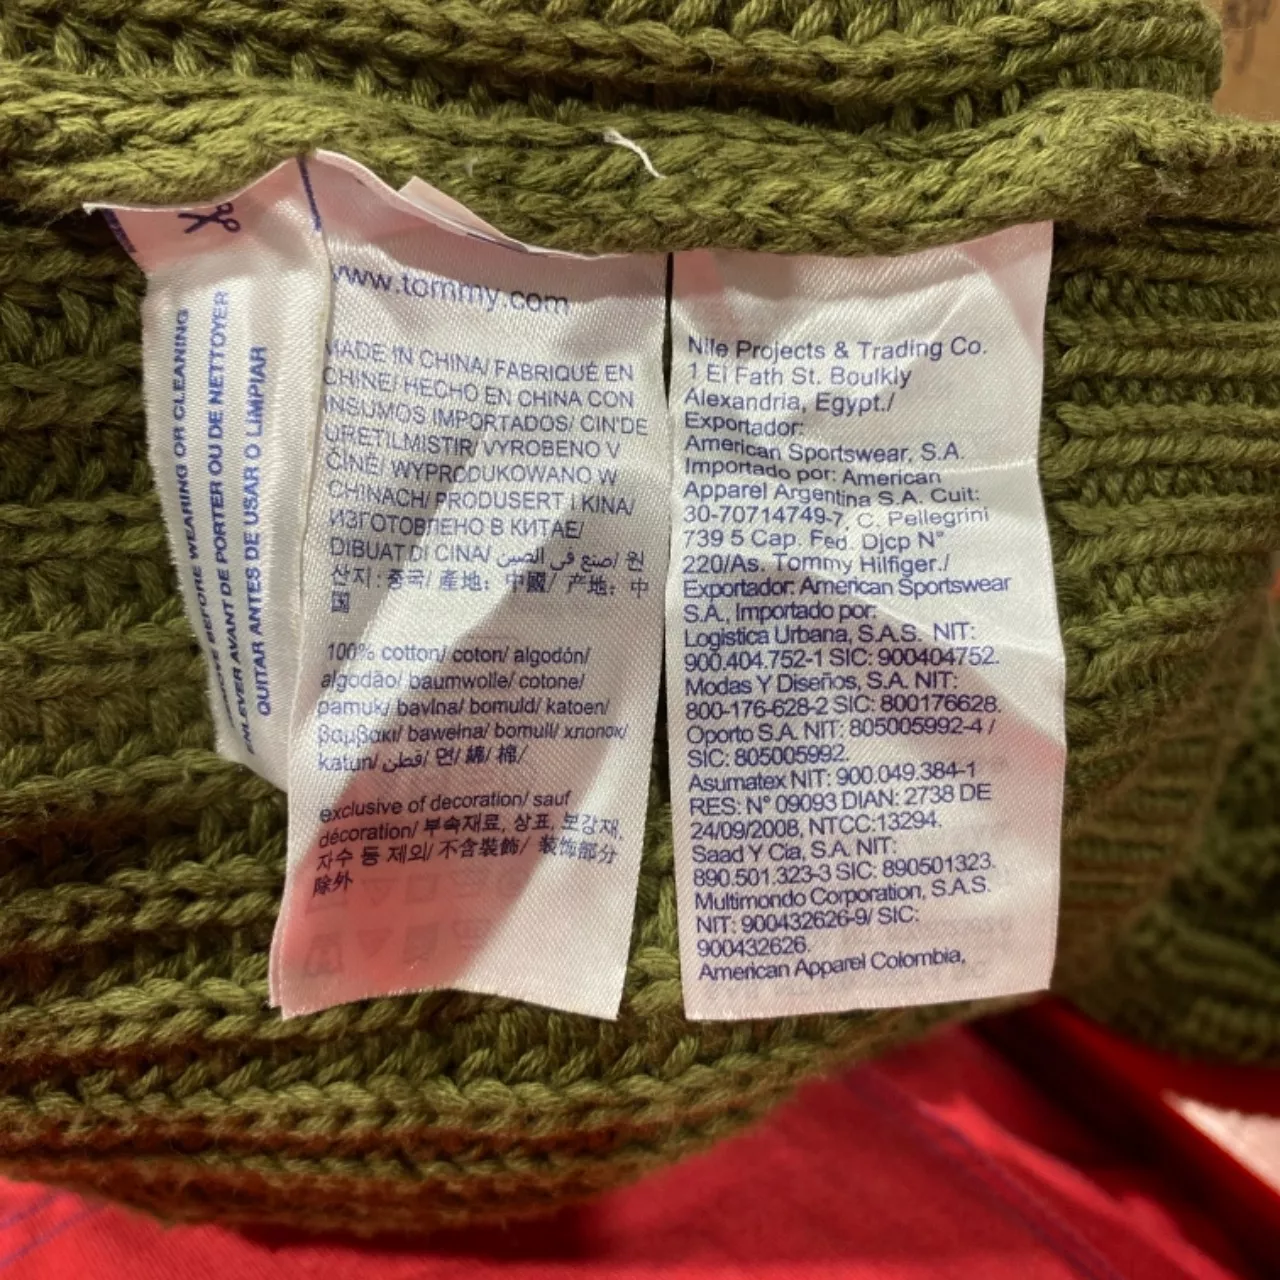 REMOVE BEFORE WEARING OR CLEANING
ENLEVER AVANT DE PORTER OU DE NETTOYER
QUITAR ANTES DE USAR O LIMPIAR
www.tommy.com
MADE IN CHINA/ FABRIQUÉ EN
CHINE/ HECHO EN CHINA CON
INSUMOS IMPORTADOS/ CIN'DE
URETILMISTIR/ VYROBENO V
ČÍNĚ/ WYPRODUKOWANO W
CHINACH/ PRODUSERT I KINA/
ИЗГОТОВЛЕНО В КИТАЕ/
DIBUAT DI CINA/ صنع في الصين/ 원
산지: 중국/ 產地: 中國/ 产地: 中
国
100% cotton/ coton/ algodón/
algodão/ baumwolle/ cotone/
pamuk/ bavlna/ bomuld/ katoen/
βαμβακι/ bawełna/ bomull/ хлопок/
katun/ قطن/ 면/ 綿/ 棉/
exclusive of decoration/ sauf
décoration/ 부속재료, 상표, 보강재,
자수 등 제외/ 不含裝飾/ 装饰部分
除外
Nile Projects & Trading Co.
1 El Fath St. Boulkly
Alexandria, Egypt./
Exportador:
American Sportswear, S.A.
Importado por: American
Apparel Argentina S.A. Cuit:
30-70714749-7, C. Pellegrini
739 5 Cap. Fed. Djcp N°
220/As. Tommy Hilfiger./
Exportador: American Sportswear
S.A., Importado por:
Logistica Urbana, S.A.S. NIT:
900.404.752-1 SIC: 900404752.
Modas Y Diseños, S.A. NIT:
800-176-628-2 SIC: 800176628.
Oporto S.A. NIT: 805005992-4 /
SIC: 805005992.
Asumatex NIT: 900.049.384-1
RES: N° 09093 DIAN: 2738 DE
24/09/2008, NTCC:13294.
Saad Y Cia, S.A. NIT:
890.501.323-3 SIC: 890501323.
Multimondo Corporation, S.A.S.
NIT: 900432626-9/ SIC:
900432626.
American Apparel Colombia,